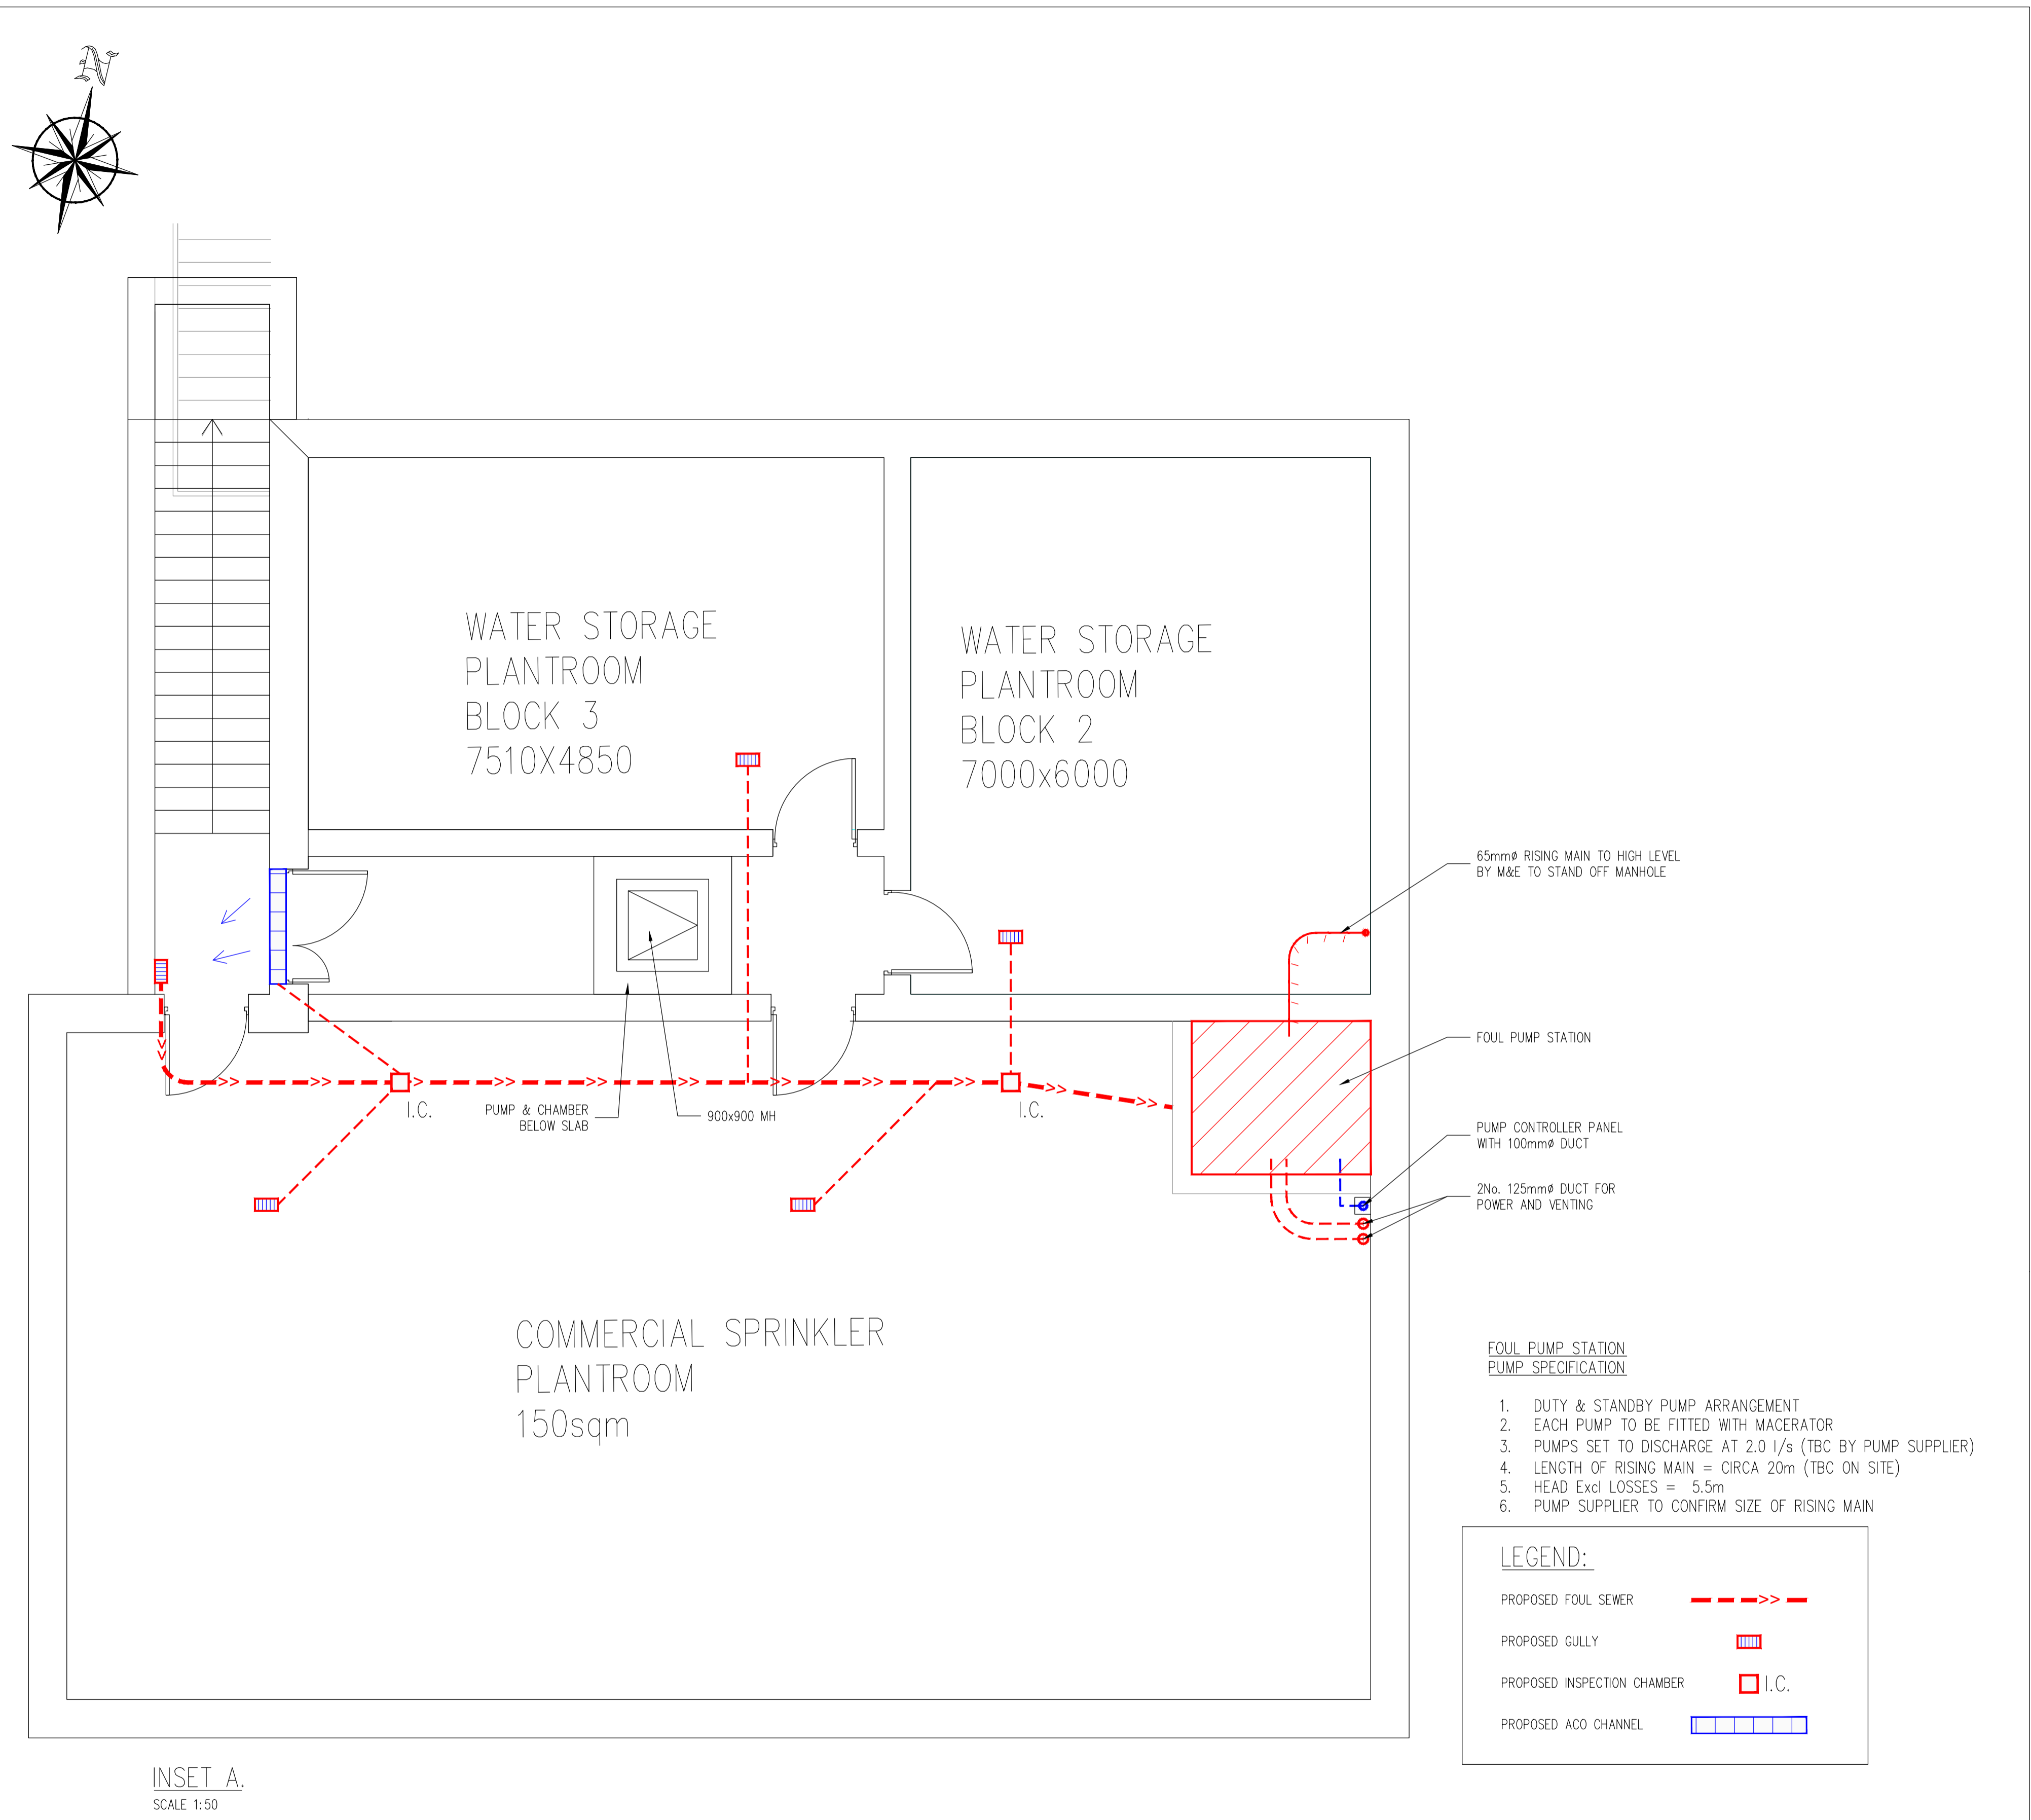 N
WATER STORAGE
PLANTROOM
BLOCK 3
7510X4850
WATER STORAGE
PLANTROOM
BLOCK 2
7000x6000
65mmø RISING MAIN TO HIGH LEVEL
BY M&E TO STAND OFF MANHOLE
FOUL PUMP STATION
I.C.
PUMP & CHAMBER
BELOW SLAB
900x900 MH
I.C.
PUMP CONTROLLER PANEL
WITH 100mmø DUCT
2No. 125mmø DUCT FOR
POWER AND VENTING
COMMERCIAL SPRINKLER
PLANTROOM
150sqm
FOUL PUMP STATION
PUMP SPECIFICATION
1. DUTY & STANDBY PUMP ARRANGEMENT
2. EACH PUMP TO BE FITTED WITH MACERATOR
3. PUMPS SET TO DISCHARGE AT 2.0 l/s (TBC BY PUMP SUPPLIER)
4. LENGTH OF RISING MAIN = CIRCA 20m (TBC ON SITE)
5. HEAD Excl LOSSES = 5.5m
6. PUMP SUPPLIER TO CONFIRM SIZE OF RISING MAIN
LEGEND:
PROPOSED FOUL SEWER
PROPOSED GULLY
PROPOSED INSPECTION CHAMBER I.C.
PROPOSED ACO CHANNEL
INSET A.
SCALE 1:50